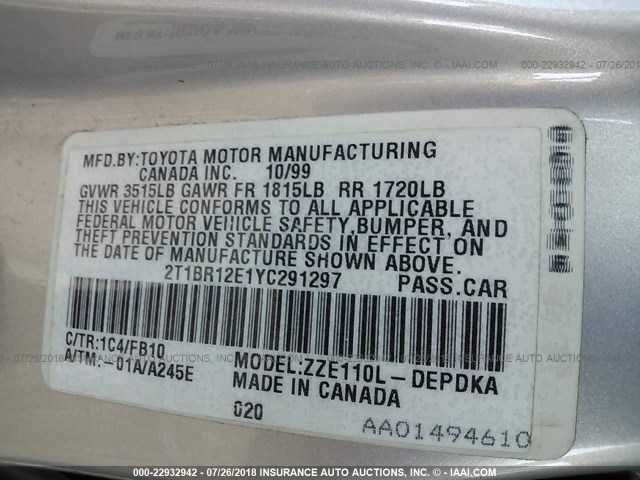 MFD.BY:TOYOTA MOTOR MANUFACTURING
CANADA INC. 10/99
GVWR 3515LB GAWR FR 1815LB RR 1720LB
THIS VEHICLE CONFORMS TO ALL APPLICABLE
FEDERAL MOTOR VEHICLE SAFETY,BUMPER, AND
THEFT PREVENTION STANDARDS IN EFFECT ON
THE DATE OF MANUFACTURE SHOWN ABOVE.
2T1BR12E1YC291297 PASS.CAR
C/TR:1C4/FB10
A/TM:-01A/A245E
MODEL:ZZE110L-DEPDKA
MADE IN CANADA
020
AA01494610
000-22932942 - 07/26/2018 INSURANCE AUTO AUCTIONS, INC. - IAAI.COM